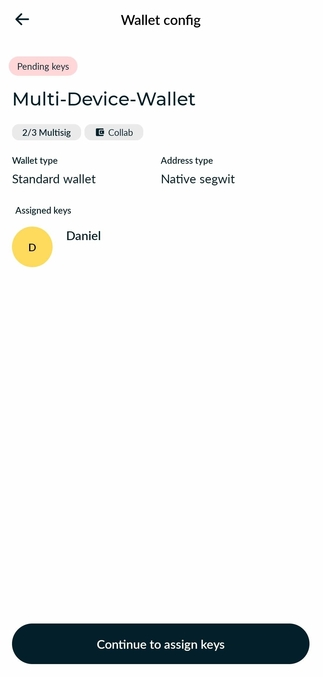 Wallet config
Pending keys
Multi-Device-Wallet
2/3 Multisig Collab
Wallet type Address type
Standard wallet Native segwit
Assigned keys
D Daniel
Continue to assign keys